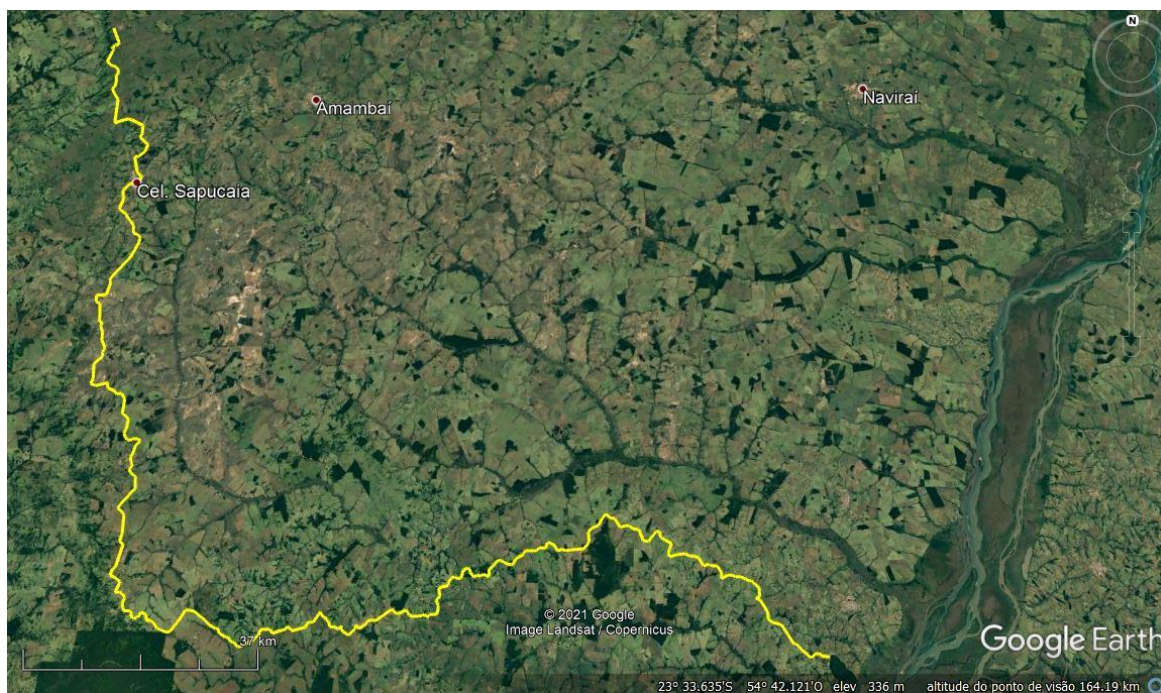 N
Amambaí
Naviraí
Cel. Sapucaia
37 km
© 2021 Google
Image Landsat / Copernicus
Google Earth
23° 33.635'S 54° 42.121'O elev 336 m altitude do ponto de visão 164.19 km